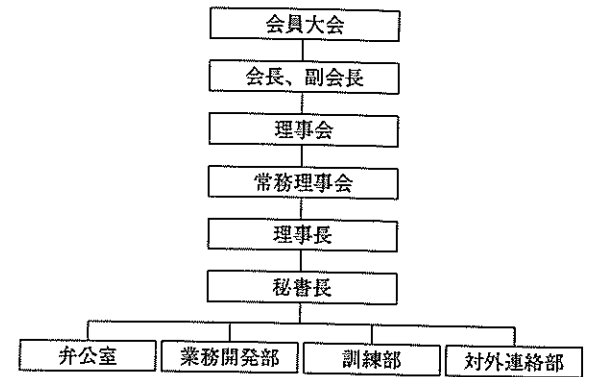 会員大会
会長、副会長
理事会
常務理事会
理事長
秘書長
弁公室 業務開発部 訓練部 対外連絡部